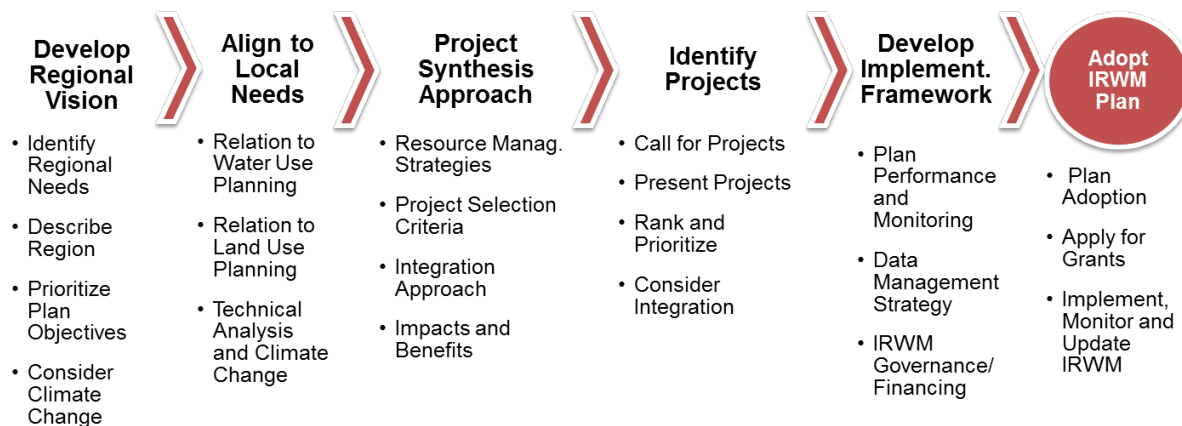 Develop
Regional
Vision
• Identify
Regional
Needs
• Describe
Region
• Prioritize
Plan
Objectives
• Consider
Climate
Change
Align to
Local
Needs
• Relation to
Water Use
Planning
• Relation to
Land Use
Planning
• Technical
Analysis
and Climate
Change
Project
Synthesis
Approach
• Resource Manag.
Strategies
• Project Selection
Criteria
• Integration
Approach
• Impacts and
Benefits
Identify
Projects
• Call for Projects
• Present Projects
• Rank and
Prioritize
• Consider
Integration
Develop
Implement.
Framework
• Plan
Performance
and
Monitoring
• Data
Management
Strategy
• IRWM
Governance/
Financing
Adopt
IRWM
Plan
• Plan
Adoption
• Apply for
Grants
• Implement,
Monitor and
Update
IRWM